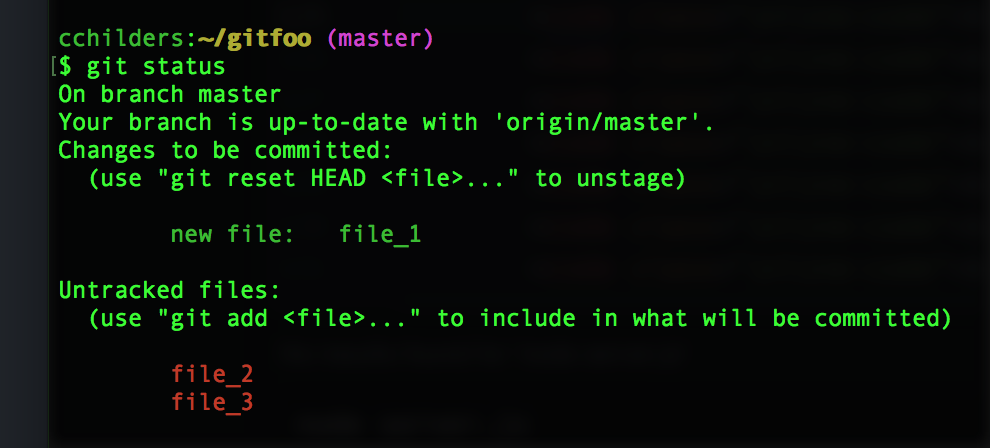 cchilders:~/gitfoo (master)
[$ git status
On branch master
Your branch is up-to-date with 'origin/master'.
Changes to be committed:
(use "git reset HEAD <file>..." to unstage)
new file: file_1
Untracked files:
(use "git add <file>..." to include in what will be committed)
file_2
file_3